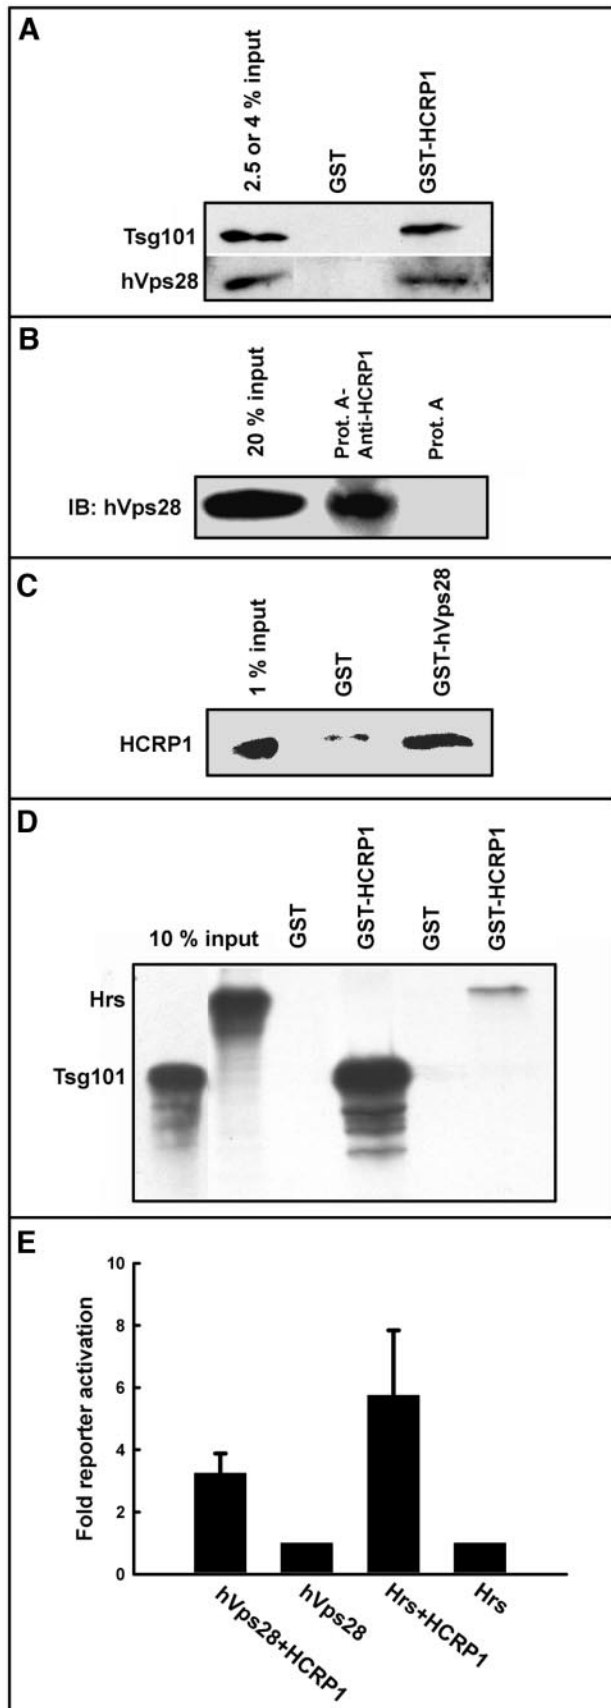 A
2.5 or 4 % input
GST
GST-HCRP1
Tsg101
hVps28
B
20 % input
Prot. A-
Anti-HCRP1
Prot. A
IB: hVps28
C
1 % input
GST
GST-hVps28
HCRP1
D
10 % input
GST
GST-HCRP1
GST
GST-HCRP1
Hrs
Tsg101
E
10
8
6
4
2
0
Fold reporter activation
hVps28+HCRP1
hVps28
Hrs+HCRP1
Hrs